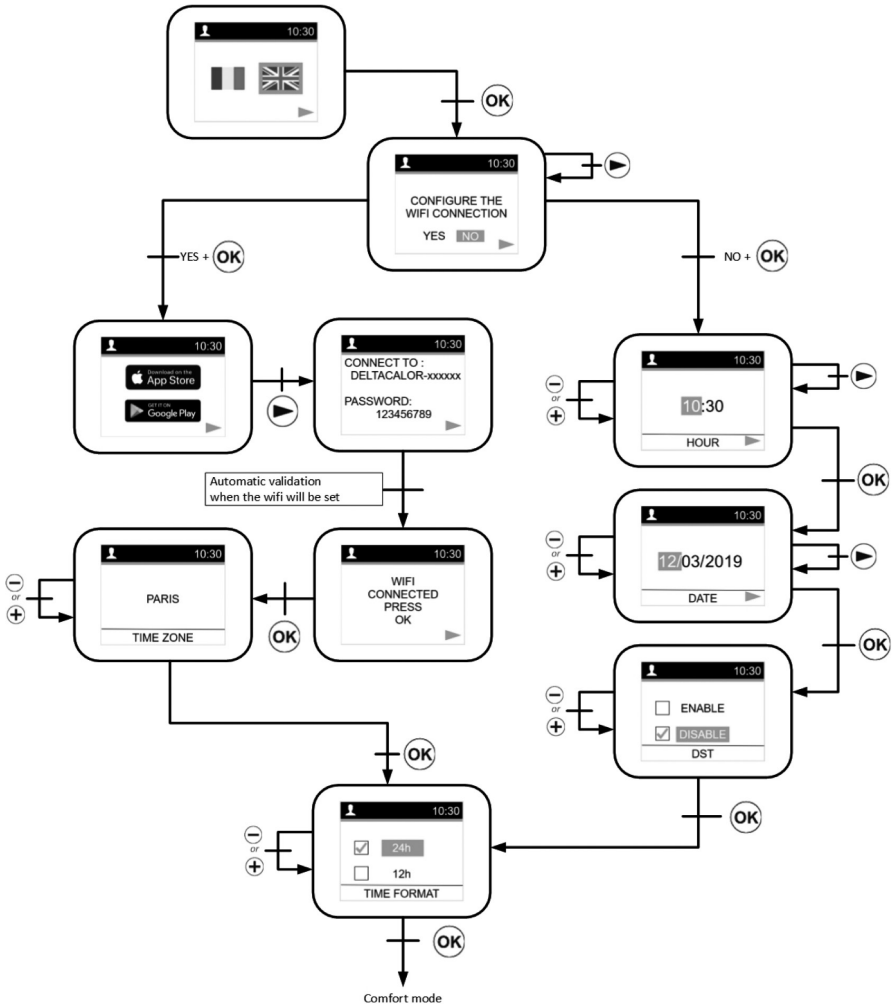 10:30
OK
10:30
CONFIGURE THE
WIFI CONNECTION
YES NO
YES + OK
NO + OK
10:30
Download on the
App Store
GET IT ON
Google Play
10:30
CONNECT TO :
DELTACALOR-xxxxxx
PASSWORD:
123456789
10:30
10:30
HOUR
or
OK
Automatic validation
when the wifi will be set
10:30
PARIS
TIME ZONE
or
OK
10:30
WIFI
CONNECTED
PRESS
OK
10:30
12/03/2019
DATE
or
OK
10:30
ENABLE
DISABLE
DST
or
OK
OK
10:30
24h
12h
TIME FORMAT
or
OK
Comfort mode